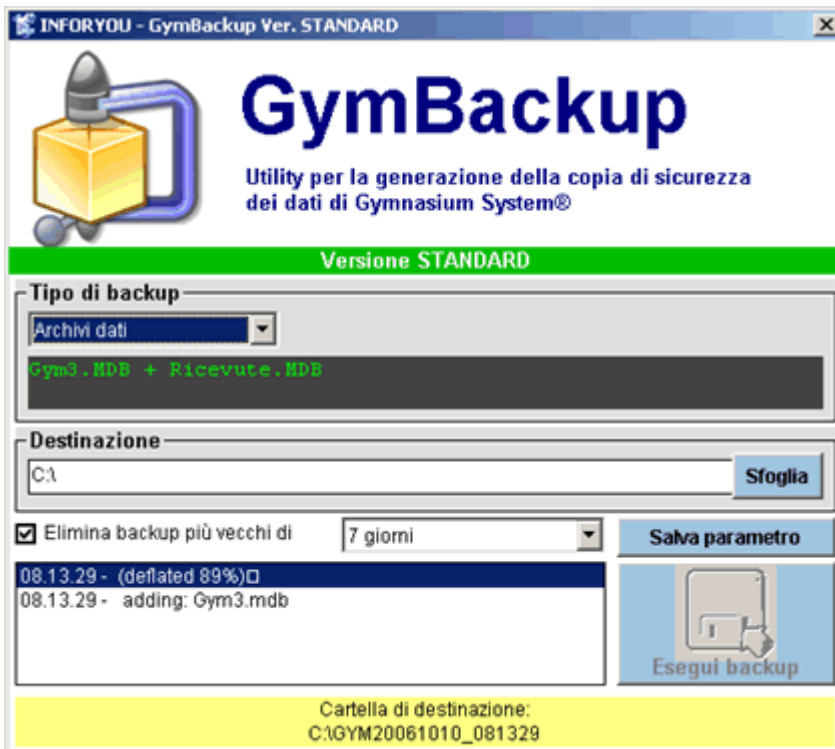 INFORYOU - GymBackup Ver. STANDARD
GymBackup
Utility per la generazione della copia di sicurezza
dei dati di Gymnasium System®
Versione STANDARD
Tipo di backup
Archivi dati
Gym3.MDB + Ricevute.MDB
Destinazione
C:\
Sfoglia
Elimina backup più vecchi di
7 giorni
Salva parametro
08.13.29 - (deflated 89%)□
08.13.29 - adding: Gym3.mdb
Esegui backup
Cartella di destinazione:
C:\GYM20061010_081329